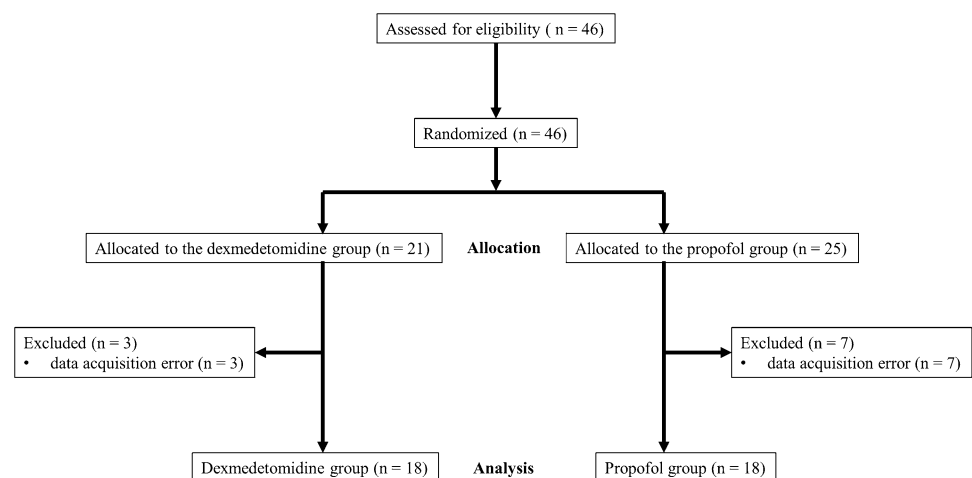 Assessed for eligibility ( n = 46)
Randomized (n = 46)
Allocated to the dexmedetomidine group (n = 21)
Allocation
Allocated to the propofol group (n = 25)
Excluded (n = 3)
• data acquisition error (n = 3)
Excluded (n = 7)
• data acquisition error (n = 7)
Dexmedetomidine group (n = 18)
Analysis
Propofol group (n = 18)